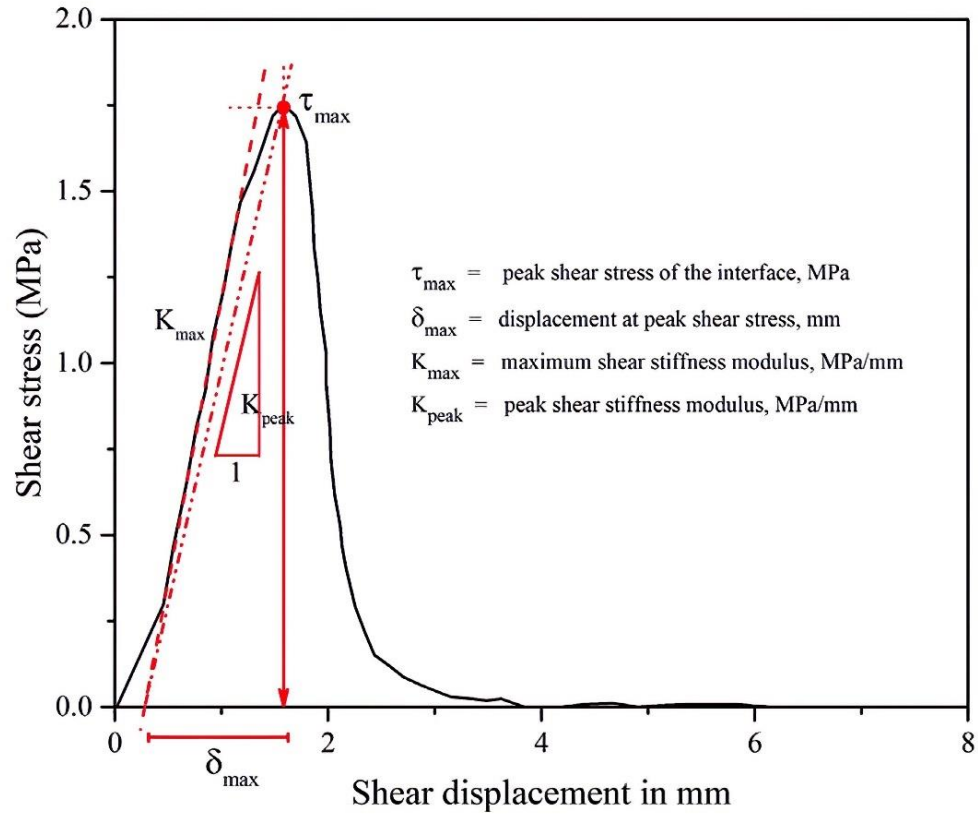 2.0
1.5
1.0
0.5
0.0
Shear stress (MPa)
τmax
Kmax
Kpeak
1
τmax = peak shear stress of the interface, MPa
δmax = displacement at peak shear stress, mm
Kmax = maximum shear stiffness modulus, MPa/mm
Kpeak = peak shear stiffness modulus, MPa/mm
0 2 4 6 8
δmax
Shear displacement in mm